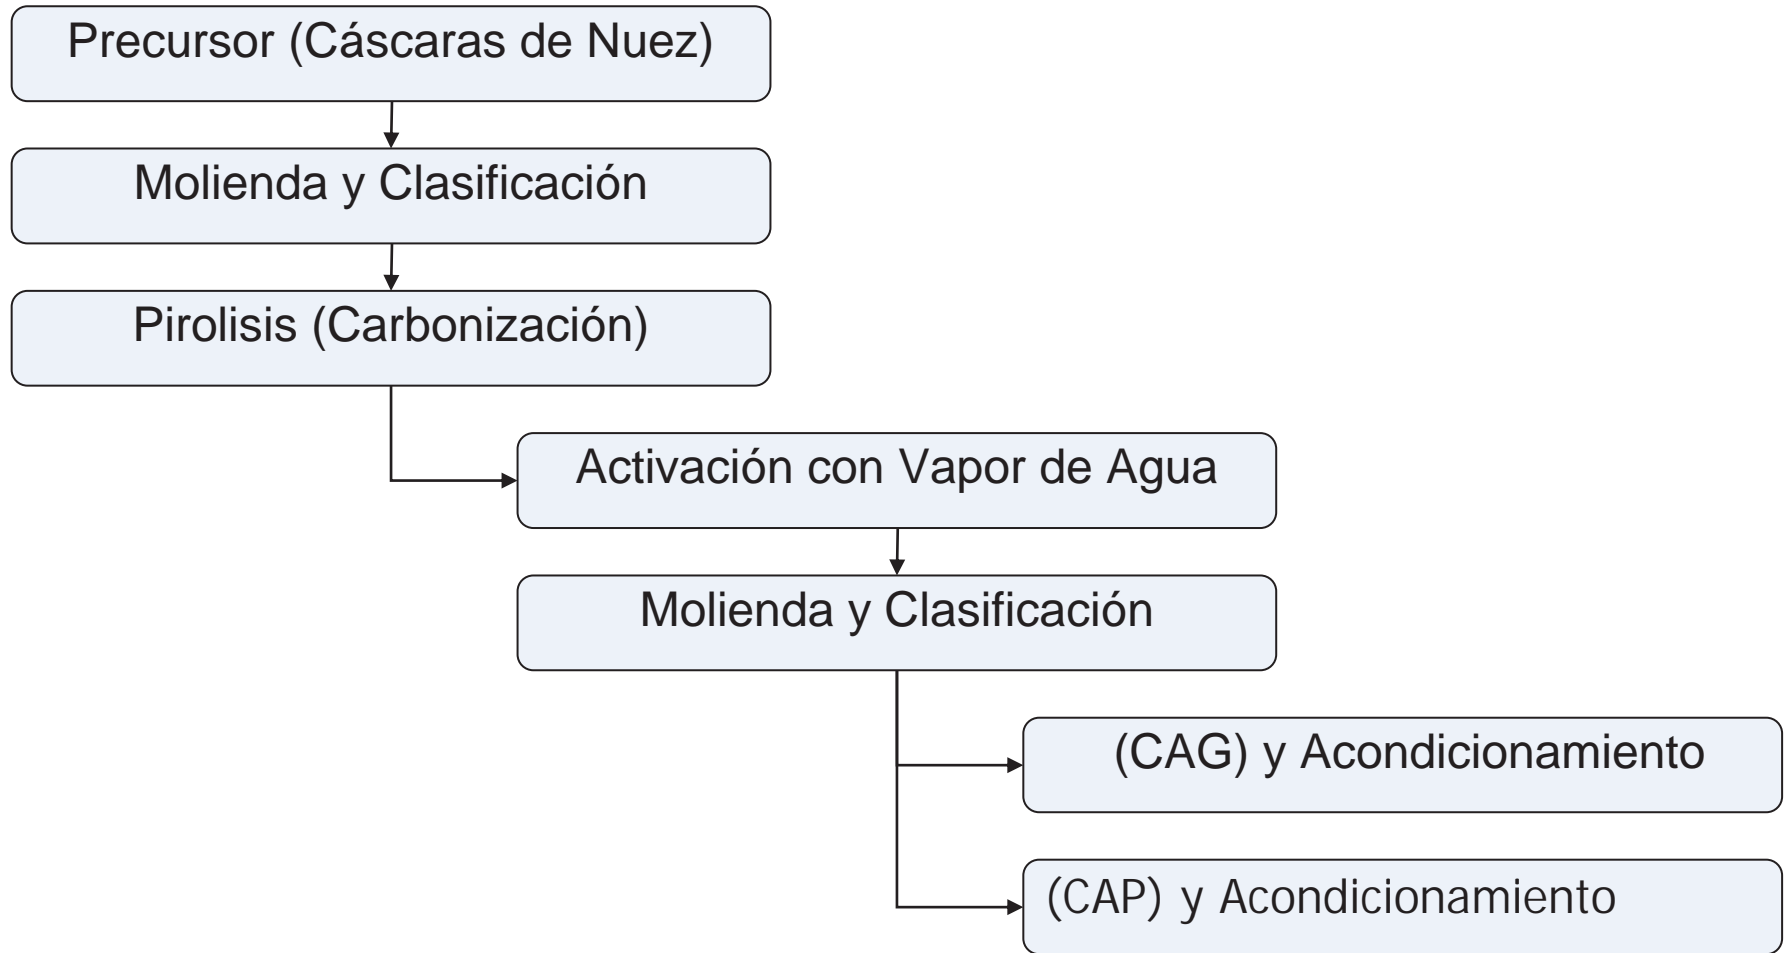 Precursor (Cáscaras de Nuez)
Molienda y Clasificación
Pirolisis (Carbonización)
Activación con Vapor de Agua
Molienda y Clasificación
(CAG) y Acondicionamiento
(CAP) y Acondicionamiento